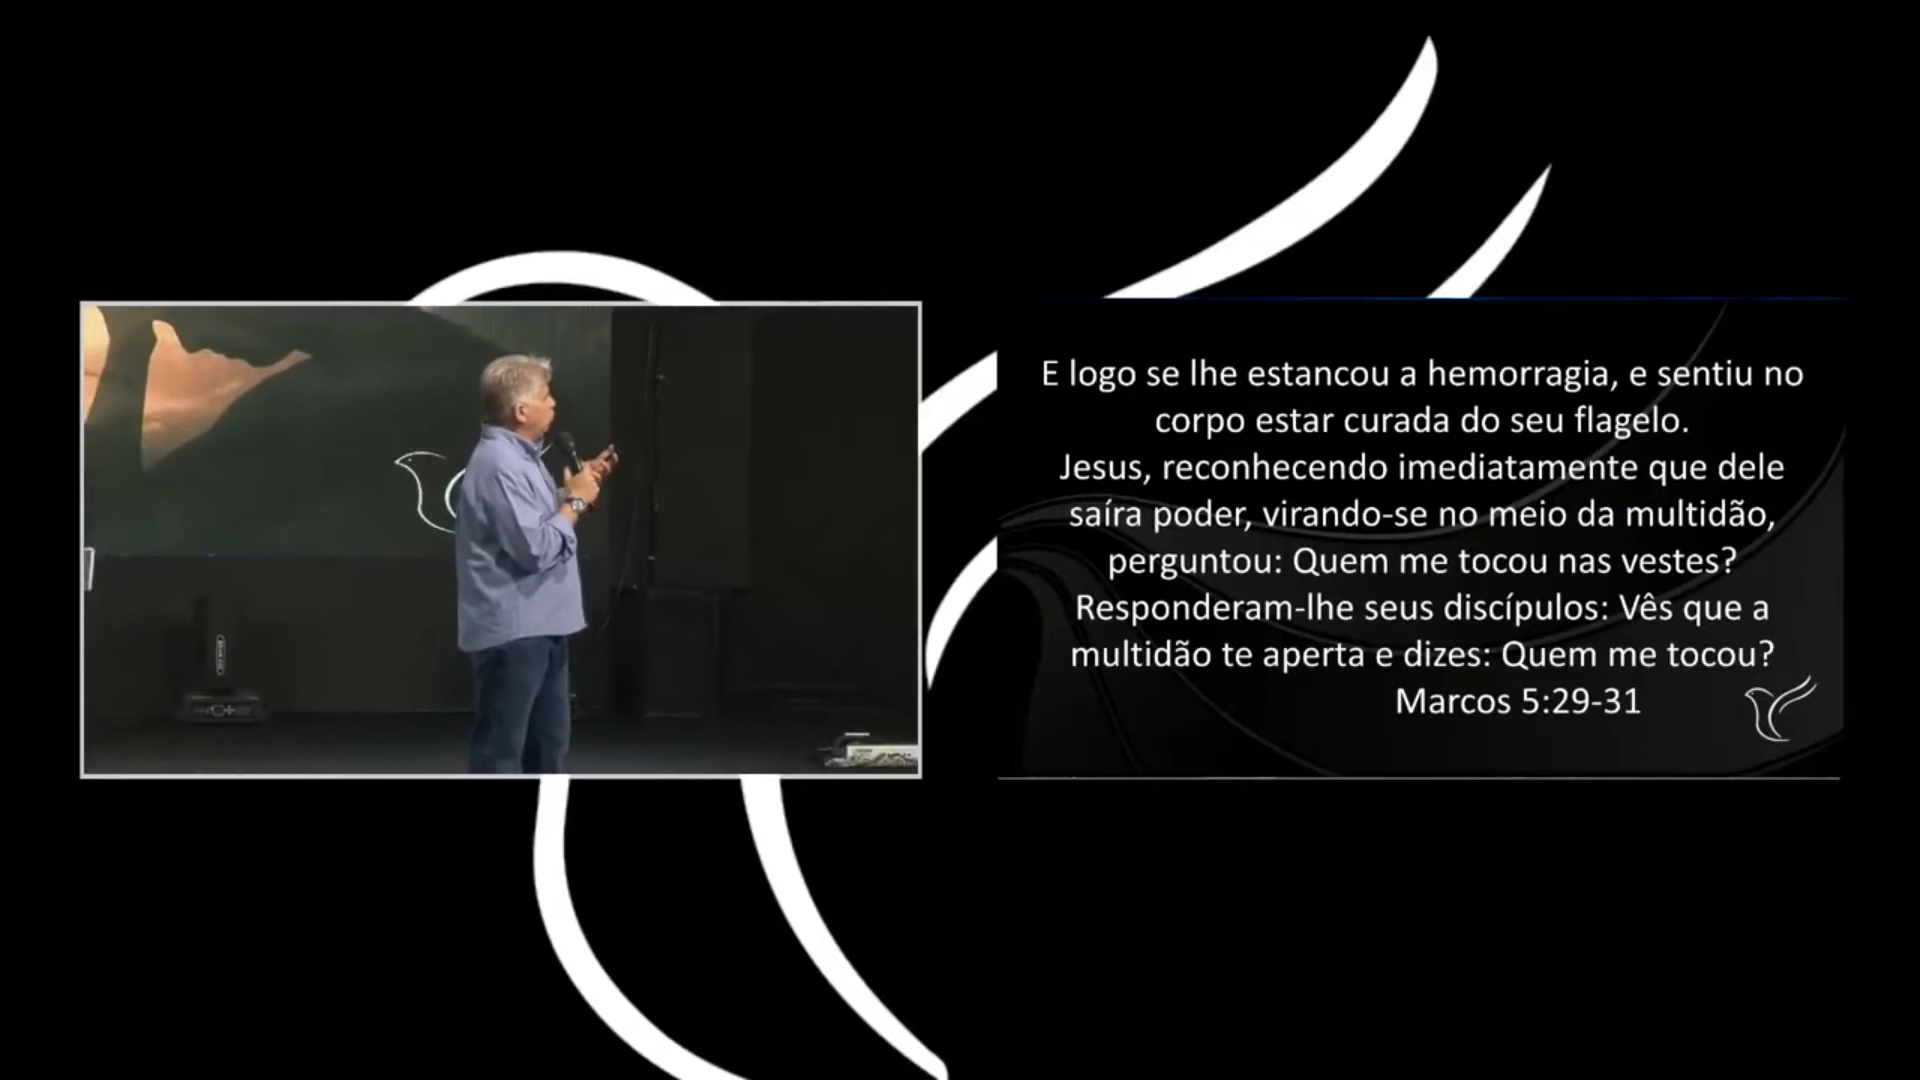 E logo se lhe estancou a hemorragia, e sentiu no
corpo estar curada do seu flagelo.
Jesus, reconhecendo imediatamente que dele
saíra poder, virando-se no meio da multidão,
perguntou: Quem me tocou nas vestes?
Responderam-lhe seus discípulos: Vês que a
multidão te aperta e dizes: Quem me tocou?
Marcos 5:29-31